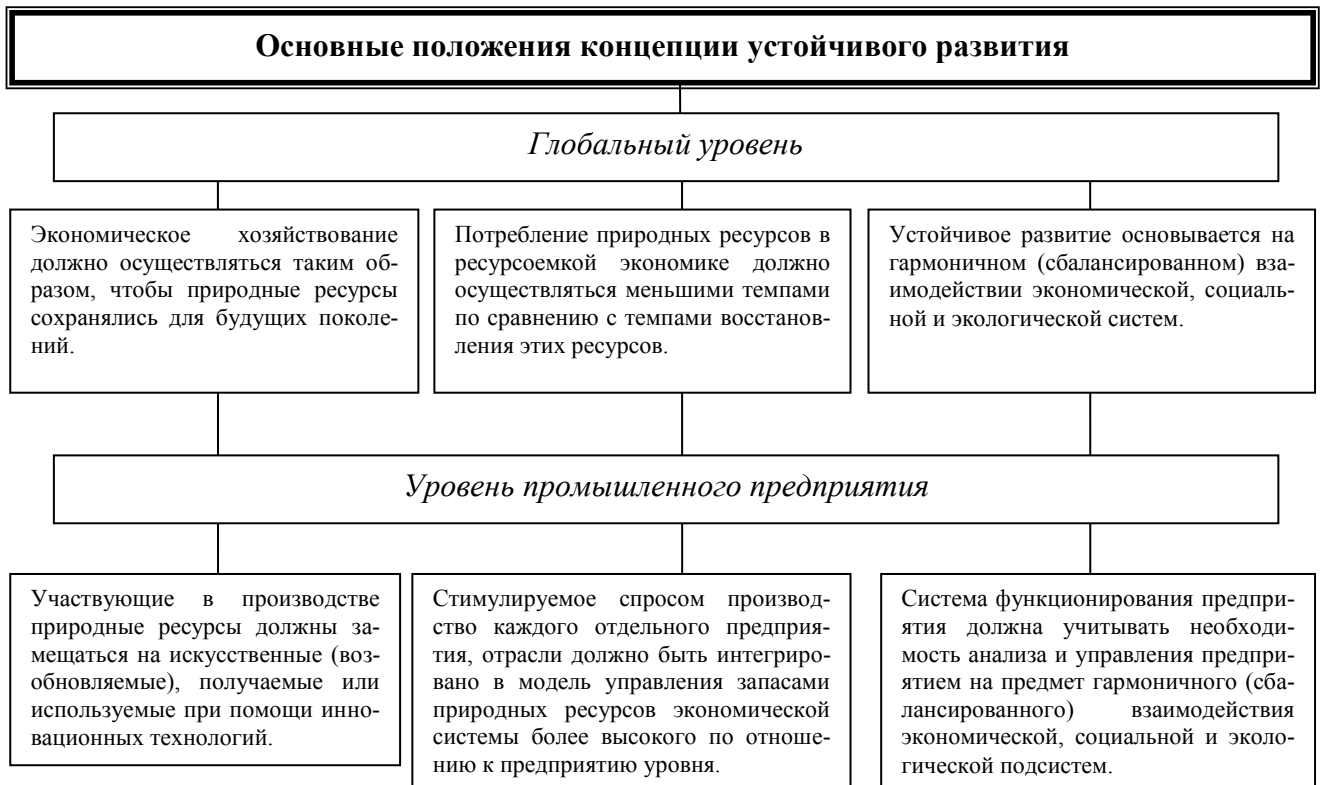 Основные положения концепции устойчивого развития
Глобальный уровень
Экономическое хозяйствование
должно осуществляться таким об-
разом, чтобы природные ресурсы
сохранялись для будущих поколе-
ний.
Потребление природных ресурсов в
ресурсоемкой экономике должно
осуществляться меньшими темпами
по сравнению с темпами восстанов-
ления этих ресурсов.
Устойчивое развитие основывается на
гармоничном (сбалансированном) вза-
имодействии экономической, социаль-
ной и экологической систем.
Уровень промышленного предприятия
Участвующие в производстве
природные ресурсы должны за-
мещаться на искусственные (воз-
обновляемые), получаемые или
используемые при помощи инно-
вационных технологий.
Стимулируемое спросом производ-
ство каждого отдельного предприя-
тия, отрасли должно быть интегриро-
вано в модель управления запасами
природных ресурсов экономической
системы более высокого по отноше-
нию к предприятию уровня.
Система функционирования предпри-
ятия должна учитывать необходи-
мость анализа и управления предпри-
ятием на предмет гармоничного (сба-
лансированного) взаимодействия
экономической, социальной и эколо-
гической подсистем.